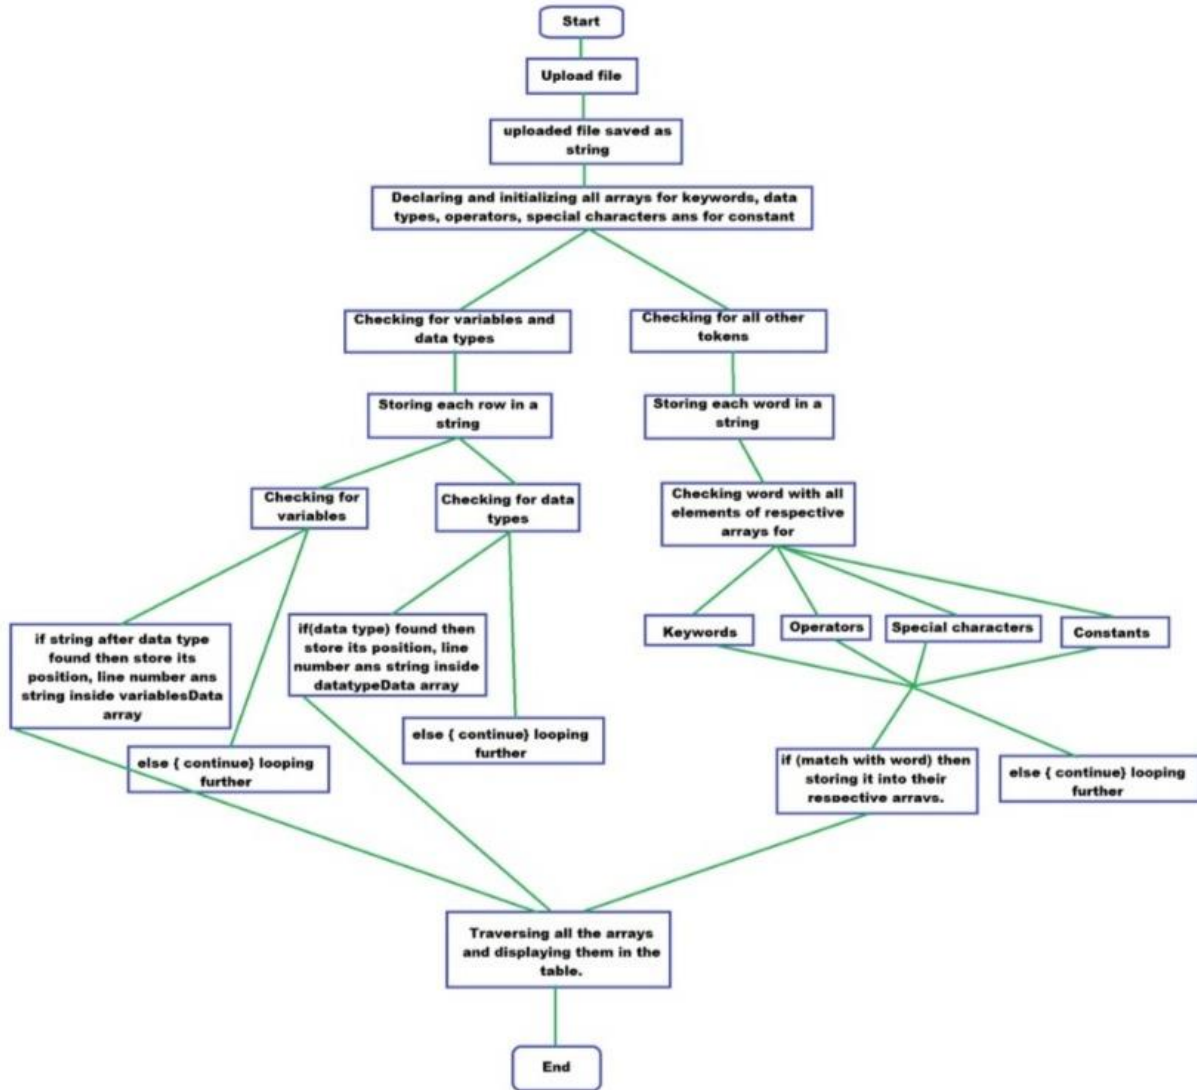 Start
Upload file
uploaded file saved as
string
Declaring and initializing all arrays for keywords, data
types, operators, special characters ans for constant
Checking for variables and
data types
Checking for all other
tokens
Storing each row in a
string
Storing each word in a
string
Checking for
variables
Checking for data
types
Checking word with all
elements of respective
arrays for
Keywords
Operators
Special characters
Constants
if string after data type
found then store its
position, line number ans
string inside variablesData
array
if(data type) found then
store its position, line
number ans string inside
datatypeData array
else { continue} looping
further
else { continue} looping
further
if (match with word) then
storing it into their
respective arrays.
else { continue} looping
further
Traversing all the arrays
and displaying them in the
table.
End